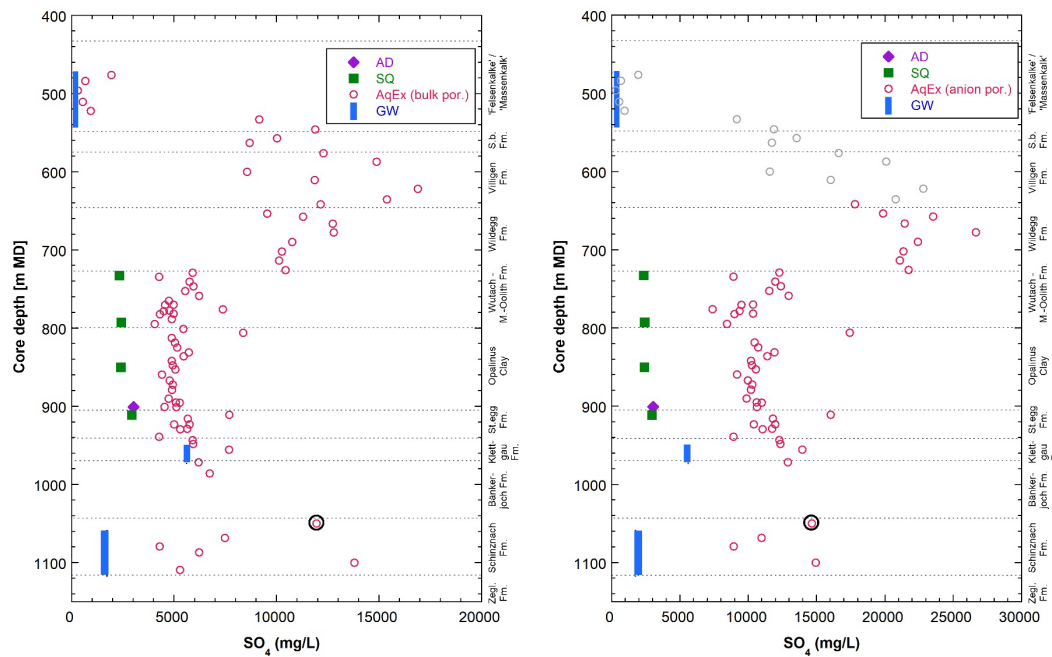 400
500
600
700
800
900
1000
1100
Core depth [m MD]
0
5000
10000
15000
20000
SO4 (mg/L)
AD
SQ
AqEx (bulk por.)
GW
'Felsenkalke' /
'Massenkalk'
S.b.
Fm.
Villigen
Fm.
Wildegg
Fm.
Wutach -
M.-Oolith Fm.
Opalinus
Clay
St.egg
Fm.
Klett-
gau
Fm.
Bänker-
joch Fm.
Schinznach
Fm.
Zegl.
Fm.
400
500
600
700
800
900
1000
1100
Core depth [m MD]
0
5000
10000
15000
20000
25000
30000
SO4 (mg/L)
AD
SQ
AqEx (anion por.)
GW
'Felsenkalke' /
'Massenkalk'
S.b.
Fm.
Villigen
Fm.
Wildegg
Fm.
Wutach -
M.-Oolith Fm.
Opalinus
Clay
St.egg
Fm.
Klett-
gau
Bänker-
joch Fm.
Schinznach
Fm.
Zegl.
Fm.